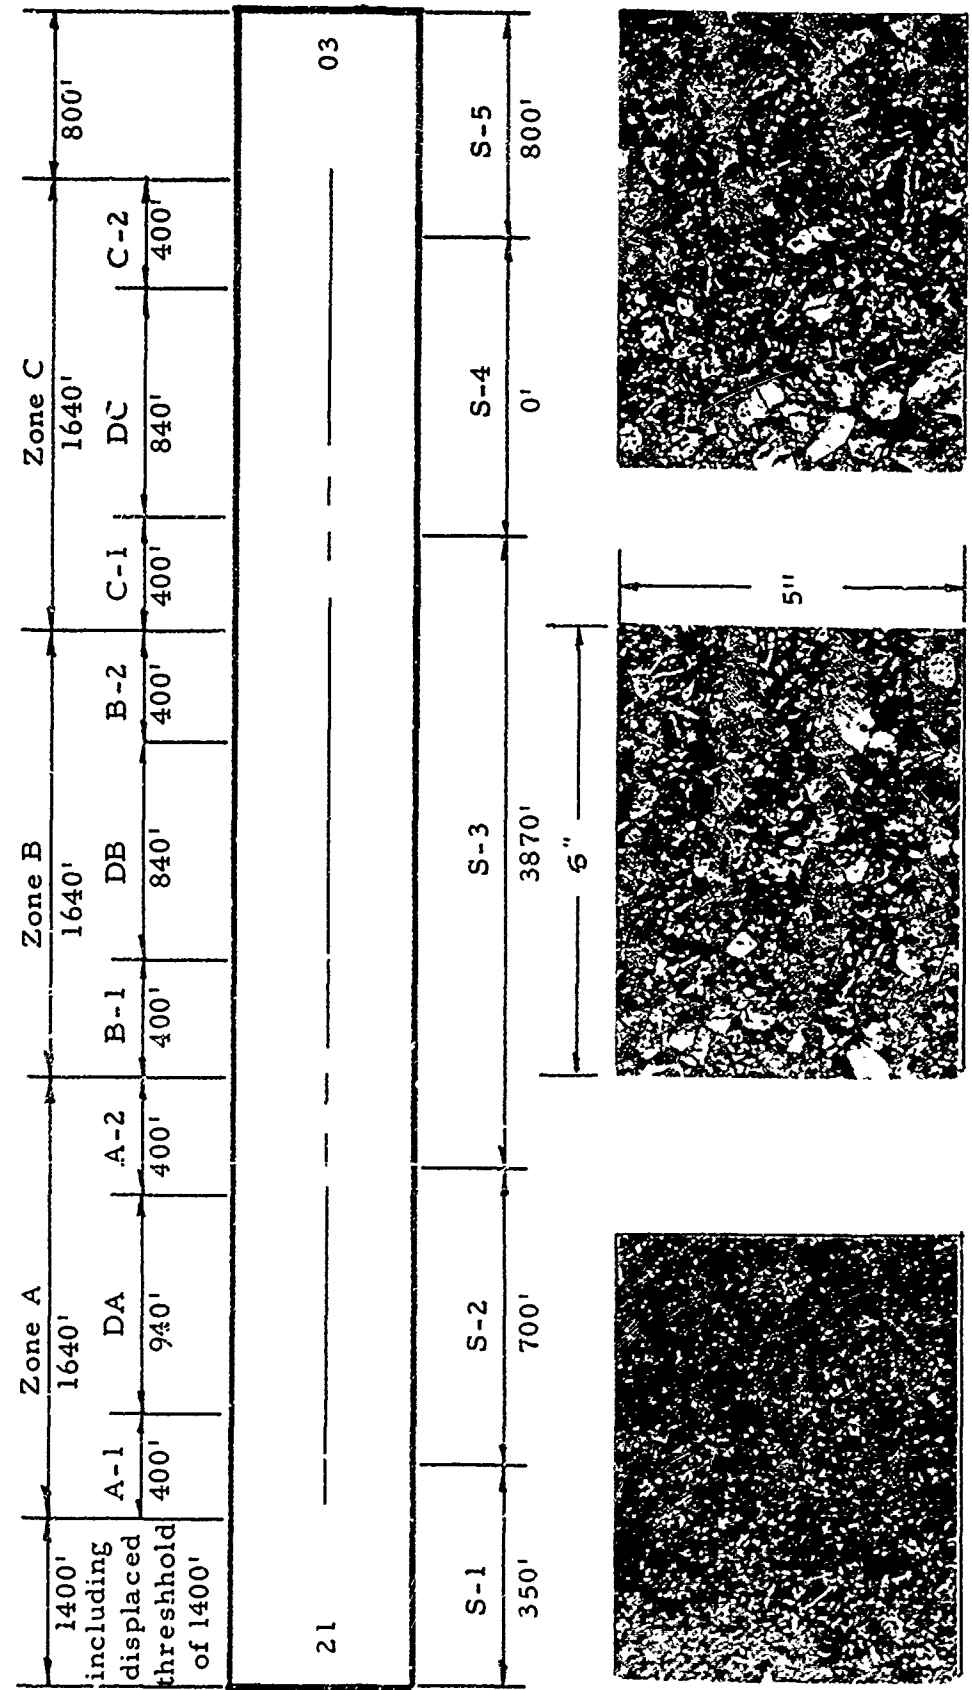 1400'
including
displaced
threshhold
of 1400'
Zone A
1640'
Zone B
1640'
Zone C
1640'
800'
A-1
400'
DA
940'
A-2
400'
B-1
400'
DB
840'
B-2
400'
C-1
400'
DC
840'
C-2
400'
21
03
S-1
350'
S-2
700'
S-3
3870'
S-4
0'
S-5
800'
5"